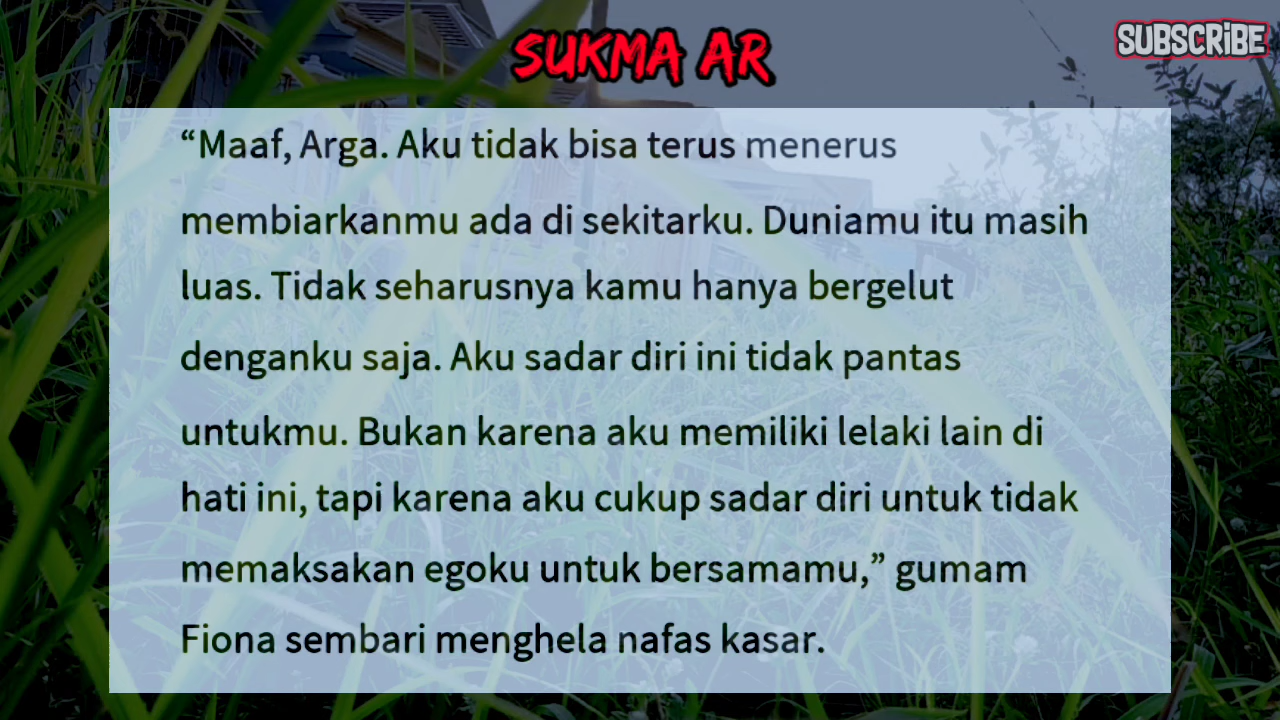 SUKMA AR
SUBSCRiBE
“Maaf, Arga. Aku tidak bisa terus menerus
membiarkanmu ada di sekitarku. Duniamu itu masih
luas. Tidak seharusnya kamu hanya bergelut
denganku saja. Aku sadar diri ini tidak pantas
untukmu. Bukan karena aku memiliki lelaki lain di
hati ini, tapi karena aku cukup sadar diri untuk tidak
memaksakan egoku untuk bersamamu,” gumam
Fiona sembari menghela nafas kasar.